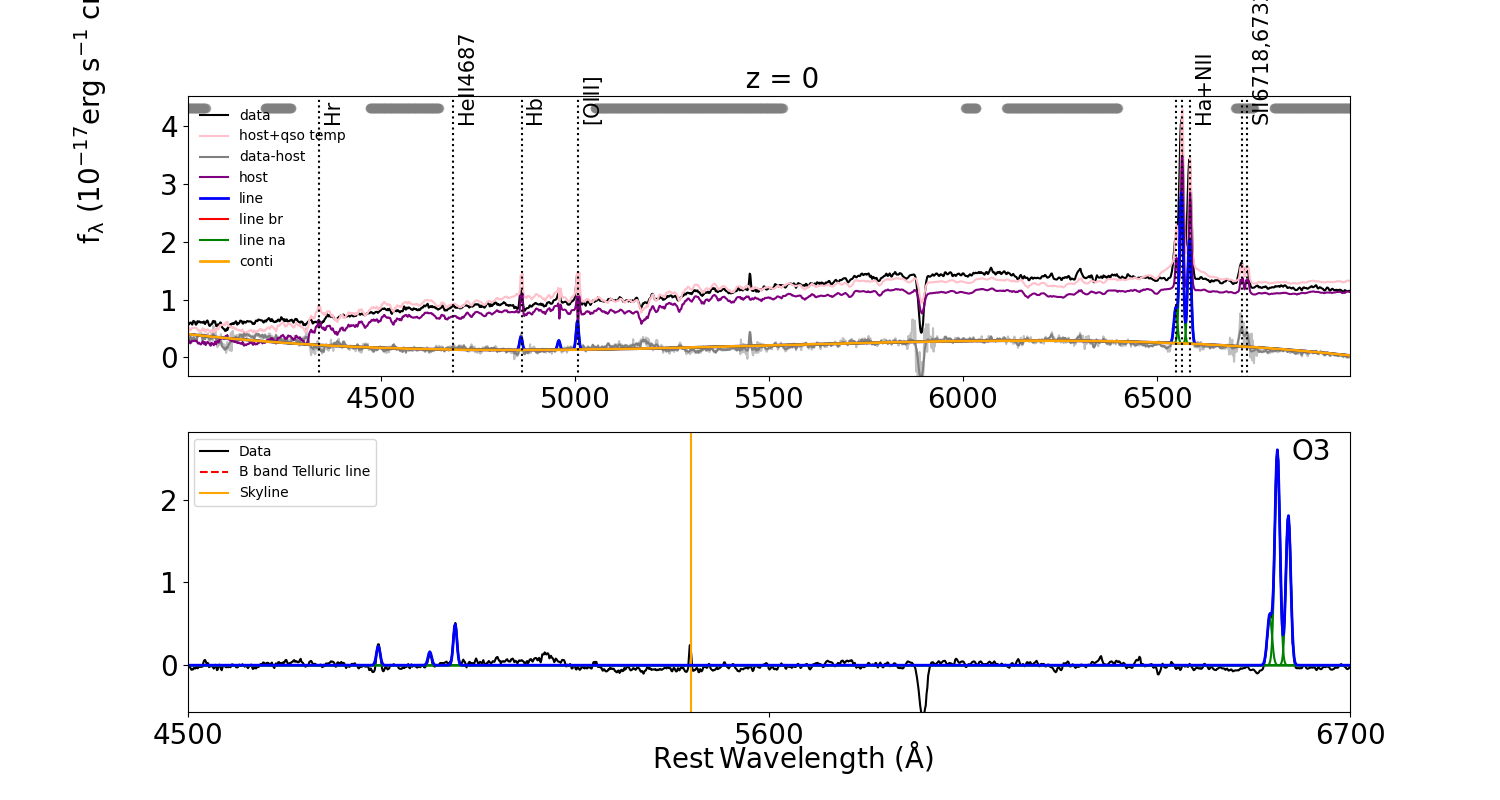 z = 0
fλ (10−17erg s−1 c
Hr
HeII4687
Hb
[OIII]
Ha+NII
SII6718,673
data
host+qso temp
data-host
host
line
line br
line na
conti
4
3
2
1
0
4500
5000
5500
6000
6500
Data
B band Telluric line
Skyline
O3
2
1
0
4500
5600
6700
Rest Wavelength (Å)